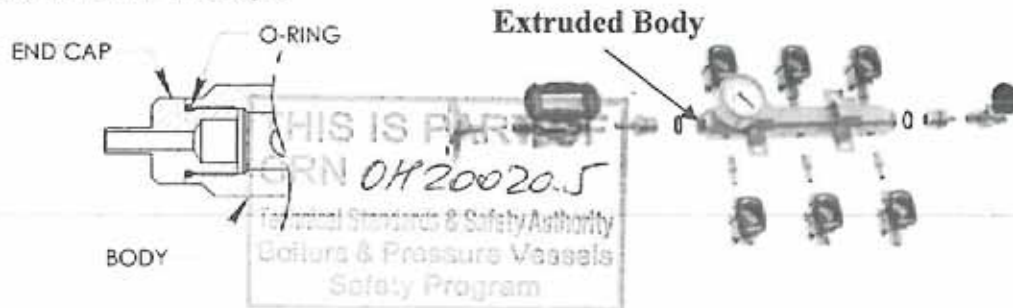 Extruded Body
O-RING
END CAP
THIS IS PART OF
CRN OH20020.5
Technical Standards & Safety Authority
Boilers & Pressure Vessels
Safety Program
BODY